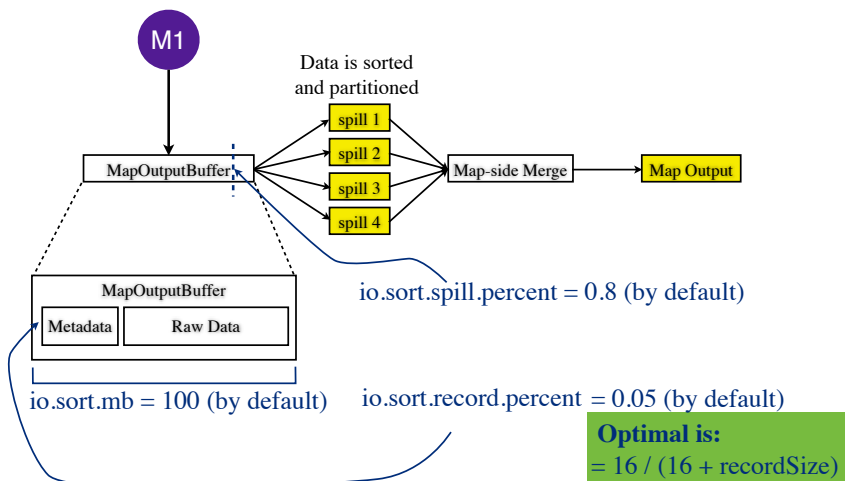 M1
Data is sorted
and partitioned
spill 1
spill 2
spill 3
spill 4
MapOutputBuffer
Map-side Merge
Map Output
MapOutputBuffer
Metadata
Raw Data
io.sort.spill.percent = 0.8 (by default)
io.sort.mb = 100 (by default)
io.sort.record.percent = 0.05 (by default)
Optimal is:
= 16 / (16 + recordSize)